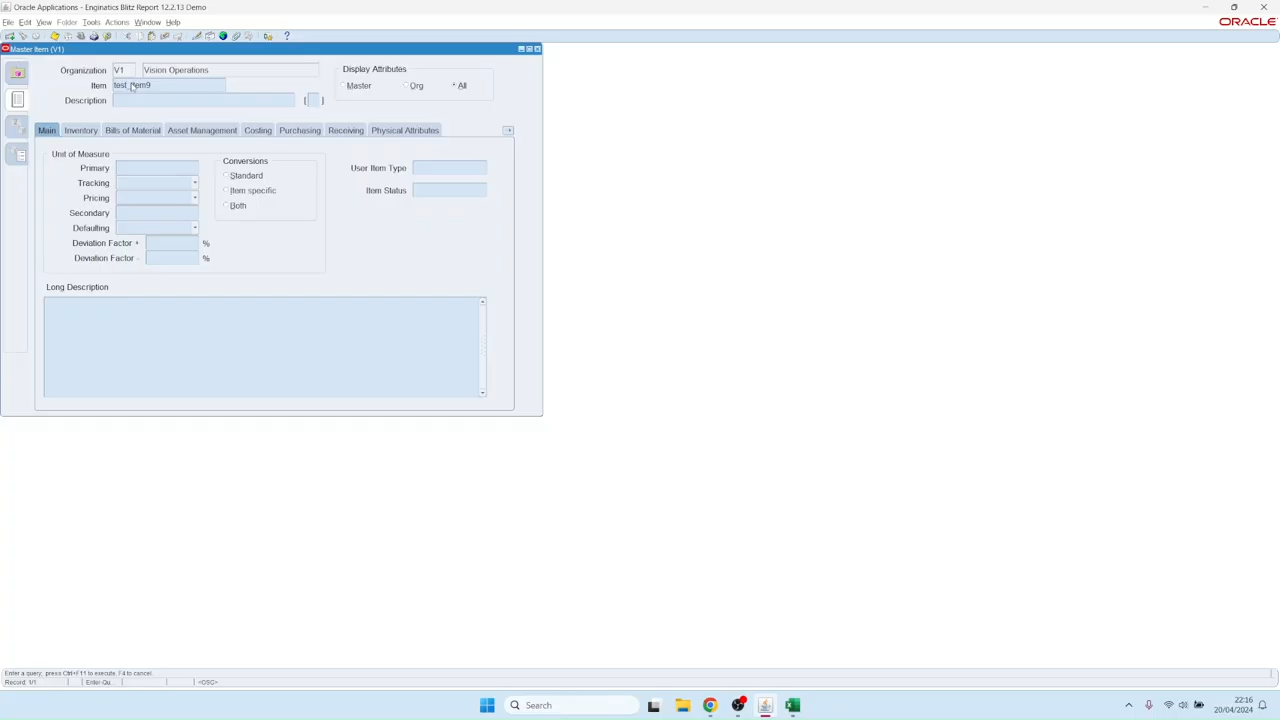 Oracle Applications - Enginatics Blitz Report 12.2.13 Demo
File Edit View Folder Tools Actions Window Help
ORACLE
Master Item (V1)
Organization V1 Vision Operations
Display Attributes
Item test_item9
Master Org All
Description [ ]
Main Inventory Bills of Material Asset Management Costing Purchasing Receiving Physical Attributes
Unit of Measure
Conversions
Primary
User Item Type
Standard
Tracking
Item specific
Item Status
Pricing
Both
Secondary
Defaulting
Deviation Factor + %
Deviation Factor - %
Long Description
Enter a query; press Ctrl+F11 to execute, F4 to cancel.
Record: 1/1 Enter-Qu... <OSC>
Search
22:16
20/04/2024